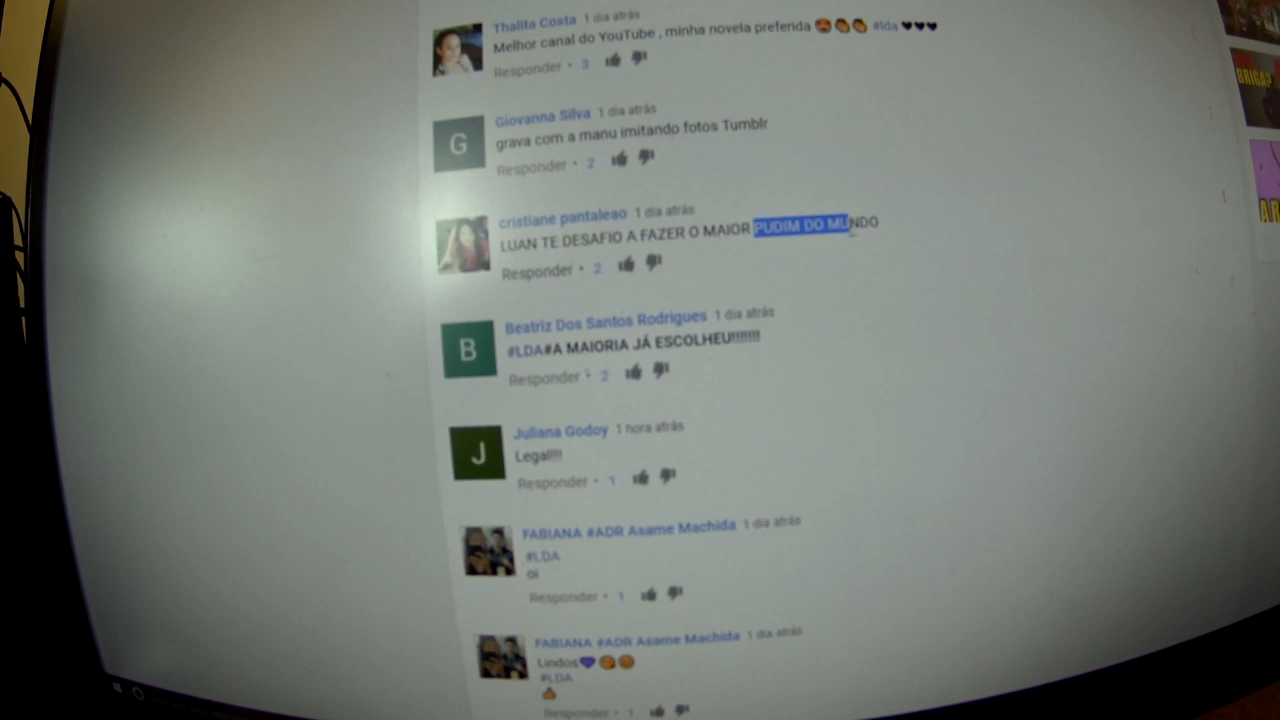 Thalita Costa 1 dia atrás
Melhor canal do YouTube , minha novela preferida 😍👏👏 #lda ♥♥♥
Responder • 3
G
Giovanna Silva 1 dia atrás
grava com a manu imitando fotos Tumblr
Responder • 2
cristiane pantaleao 1 dia atrás
LUAN TE DESAFIO A FAZER O MAIOR PUDIM DO MUNDO
Responder • 2
B
Beatriz Dos Santos Rodrigues 1 dia atrás
#LDA#A MAIORIA JÁ ESCOLHEU!!!!!!!
Responder 2
J
Juliana Godoy 1 hora atrás
Legal!!!
Responder • 1
FABIANA #ADR Asame Machida 1 dia atrás
#LDA
oi
Responder • 1
FABIANA #ADR Asame Machida 1 dia atrás
Lindos💜
#LDA
Responder • 1